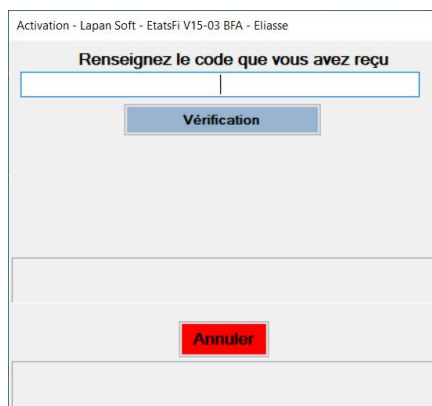 Activation - Lapan Soft - EtatsFi V15-03 BFA - Eliasse
Renseignez le code que vous avez reçu
Vérification
Annuler